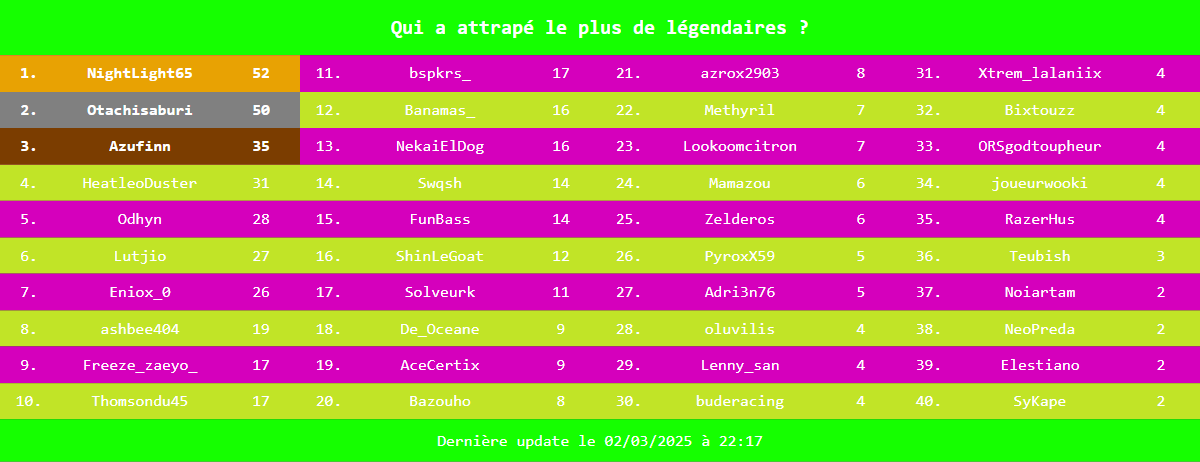 Qui a attrapé le plus de légendaires ?
1. NightLight65 52 11. bspkrs_ 17 21. azrox2903 8 31. Xtrem_lalaniix 4
2. Otachisaburi 50 12. Banamas_ 16 22. Methyril 7 32. Bixtouzz 4
3. Azufinn 35 13. NekaiElDog 16 23. Lookoomcitron 7 33. ORSgodtoupheur 4
4. HeatleoDuster 31 14. Swqsh 14 24. Mamazou 6 34. joueurwooki 4
5. Odhyn 28 15. FunBass 14 25. Zelderos 6 35. RazerHus 4
6. Lutjio 27 16. ShinLeGoat 12 26. PyroxX59 5 36. Teubish 3
7. Eniox_0 26 17. Solveurk 11 27. Adri3n76 5 37. Noiartam 2
8. ashbee404 19 18. De_Oceane 9 28. oluvilis 4 38. NeoPreda 2
9. Freeze_zaeyo_ 17 19. AceCertix 9 29. Lenny_san 4 39. Elestiano 2
10. Thomsondu45 17 20. Bazouho 8 30. buderacing 4 40. SyKape 2
Dernière update le 02/03/2025 à 22:17